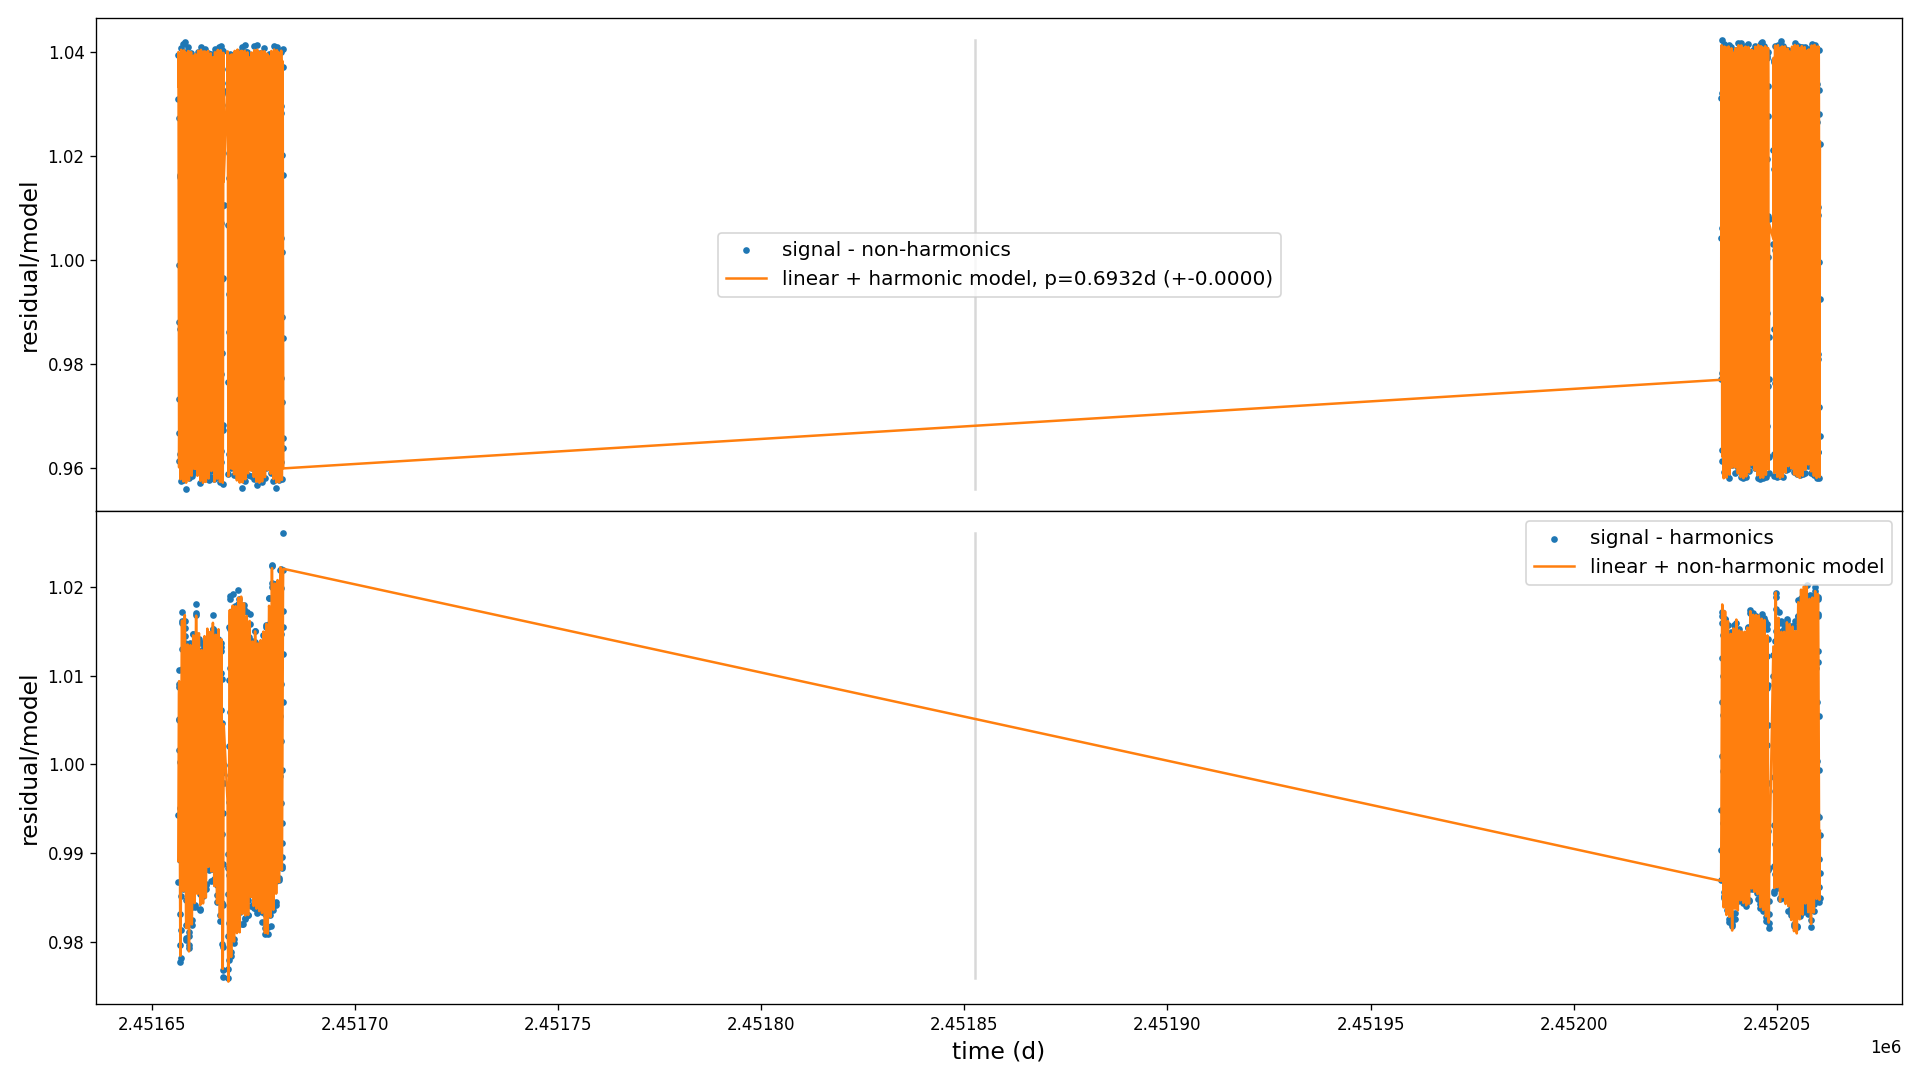 1.04
1.02
1.00
0.98
0.96
residual/model
signal - non-harmonics
linear + harmonic model, p=0.6932d (+-0.0000)
1.02
1.01
1.00
0.99
0.98
residual/model
signal - harmonics
linear + non-harmonic model
2.45165 2.45170 2.45175 2.45180 2.45185 2.45190 2.45195 2.45200 2.45205
1e6
time (d)